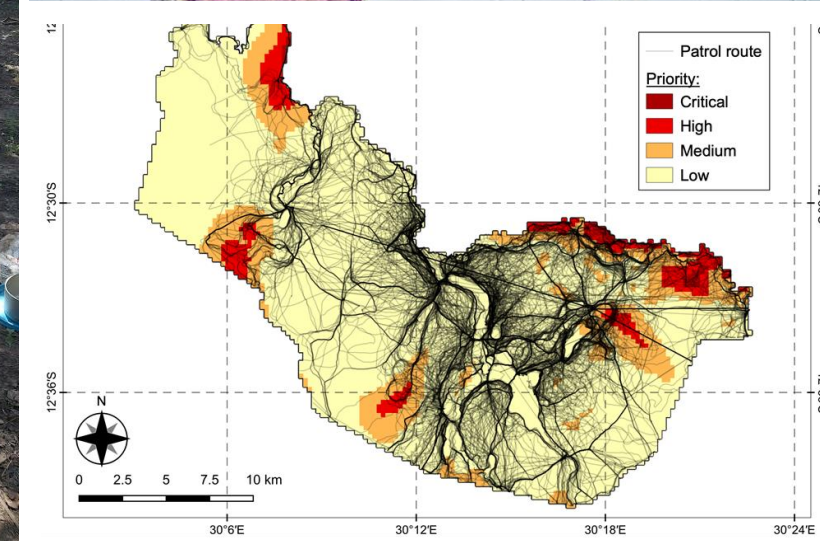 Patrol route
Priority:
Critical
High
Medium
Low
12°30'S
12°36'S
N
0 2.5 5 7.5 10 km
30°6'E
30°12'E
30°18'E
30°24'E